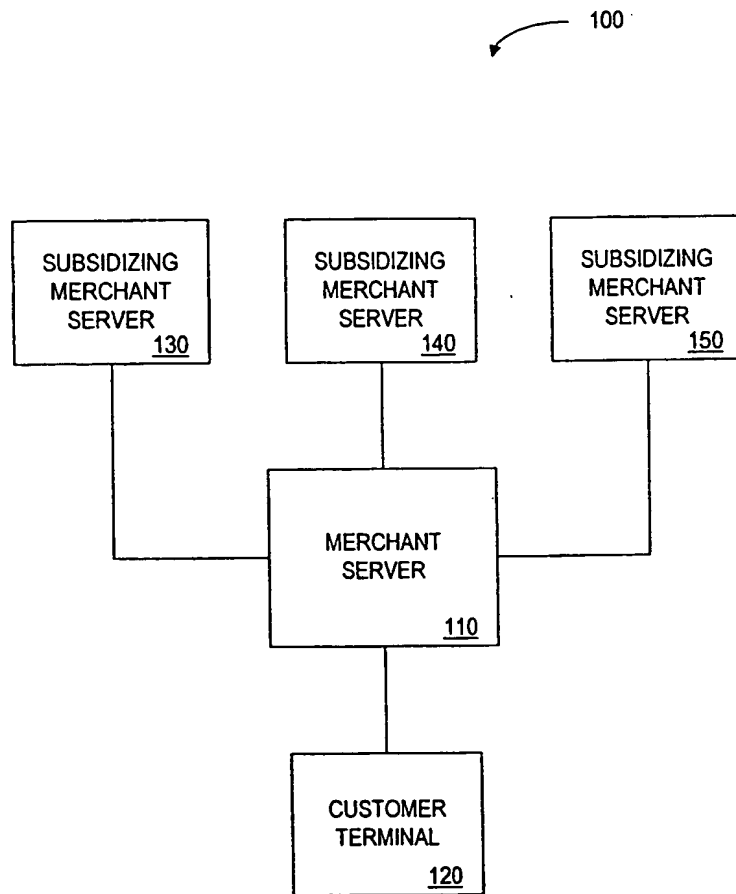 100
SUBSIDIZING
MERCHANT
SERVER
130
SUBSIDIZING
MERCHANT
SERVER
140
SUBSIDIZING
MERCHANT
SERVER
150
MERCHANT
SERVER
110
CUSTOMER
TERMINAL
120